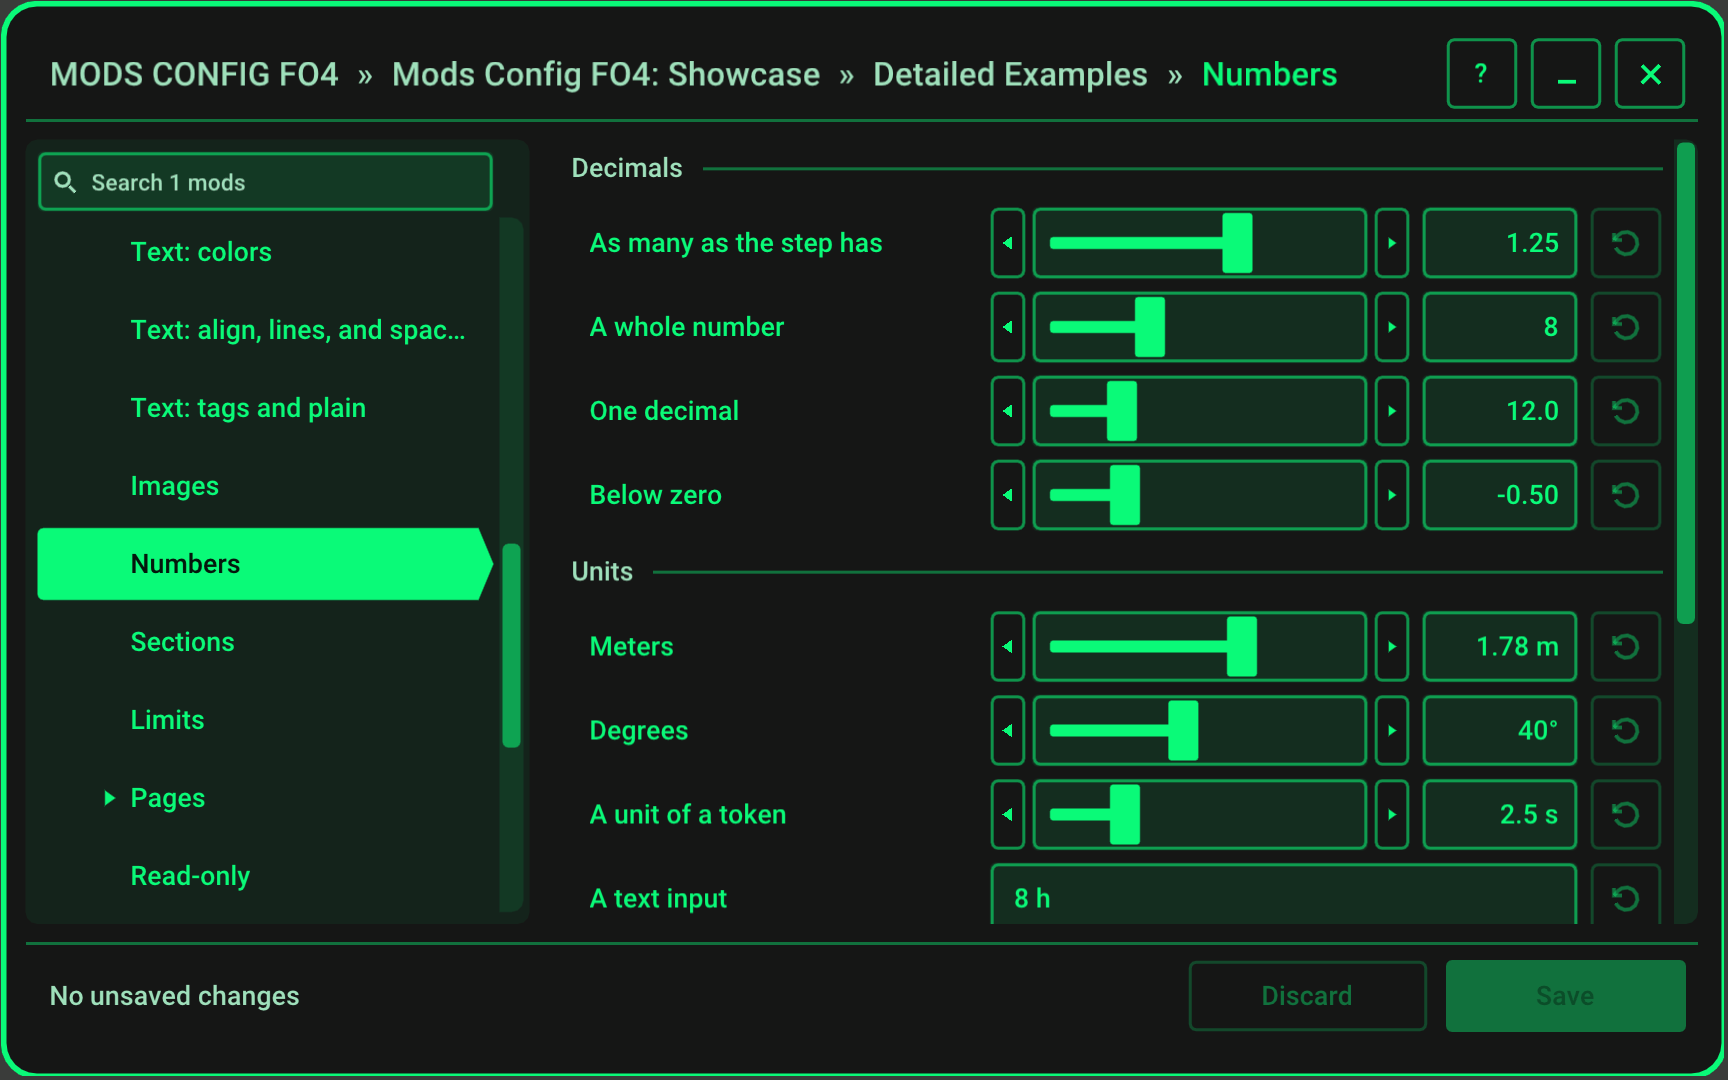 MODS CONFIG FO4 » Mods Config FO4: Showcase » Detailed Examples » Numbers
?
Search 1 mods
Text: colors
Text: align, lines, and spac...
Text: tags and plain
Images
Numbers
Sections
Limits
Pages
Read-only
Decimals
As many as the step has 1.25
A whole number 8
One decimal 12.0
Below zero -0.50
Units
Meters 1.78 m
Degrees 40°
A unit of a token 2.5 s
A text input 8 h
No unsaved changes
Discard
Save